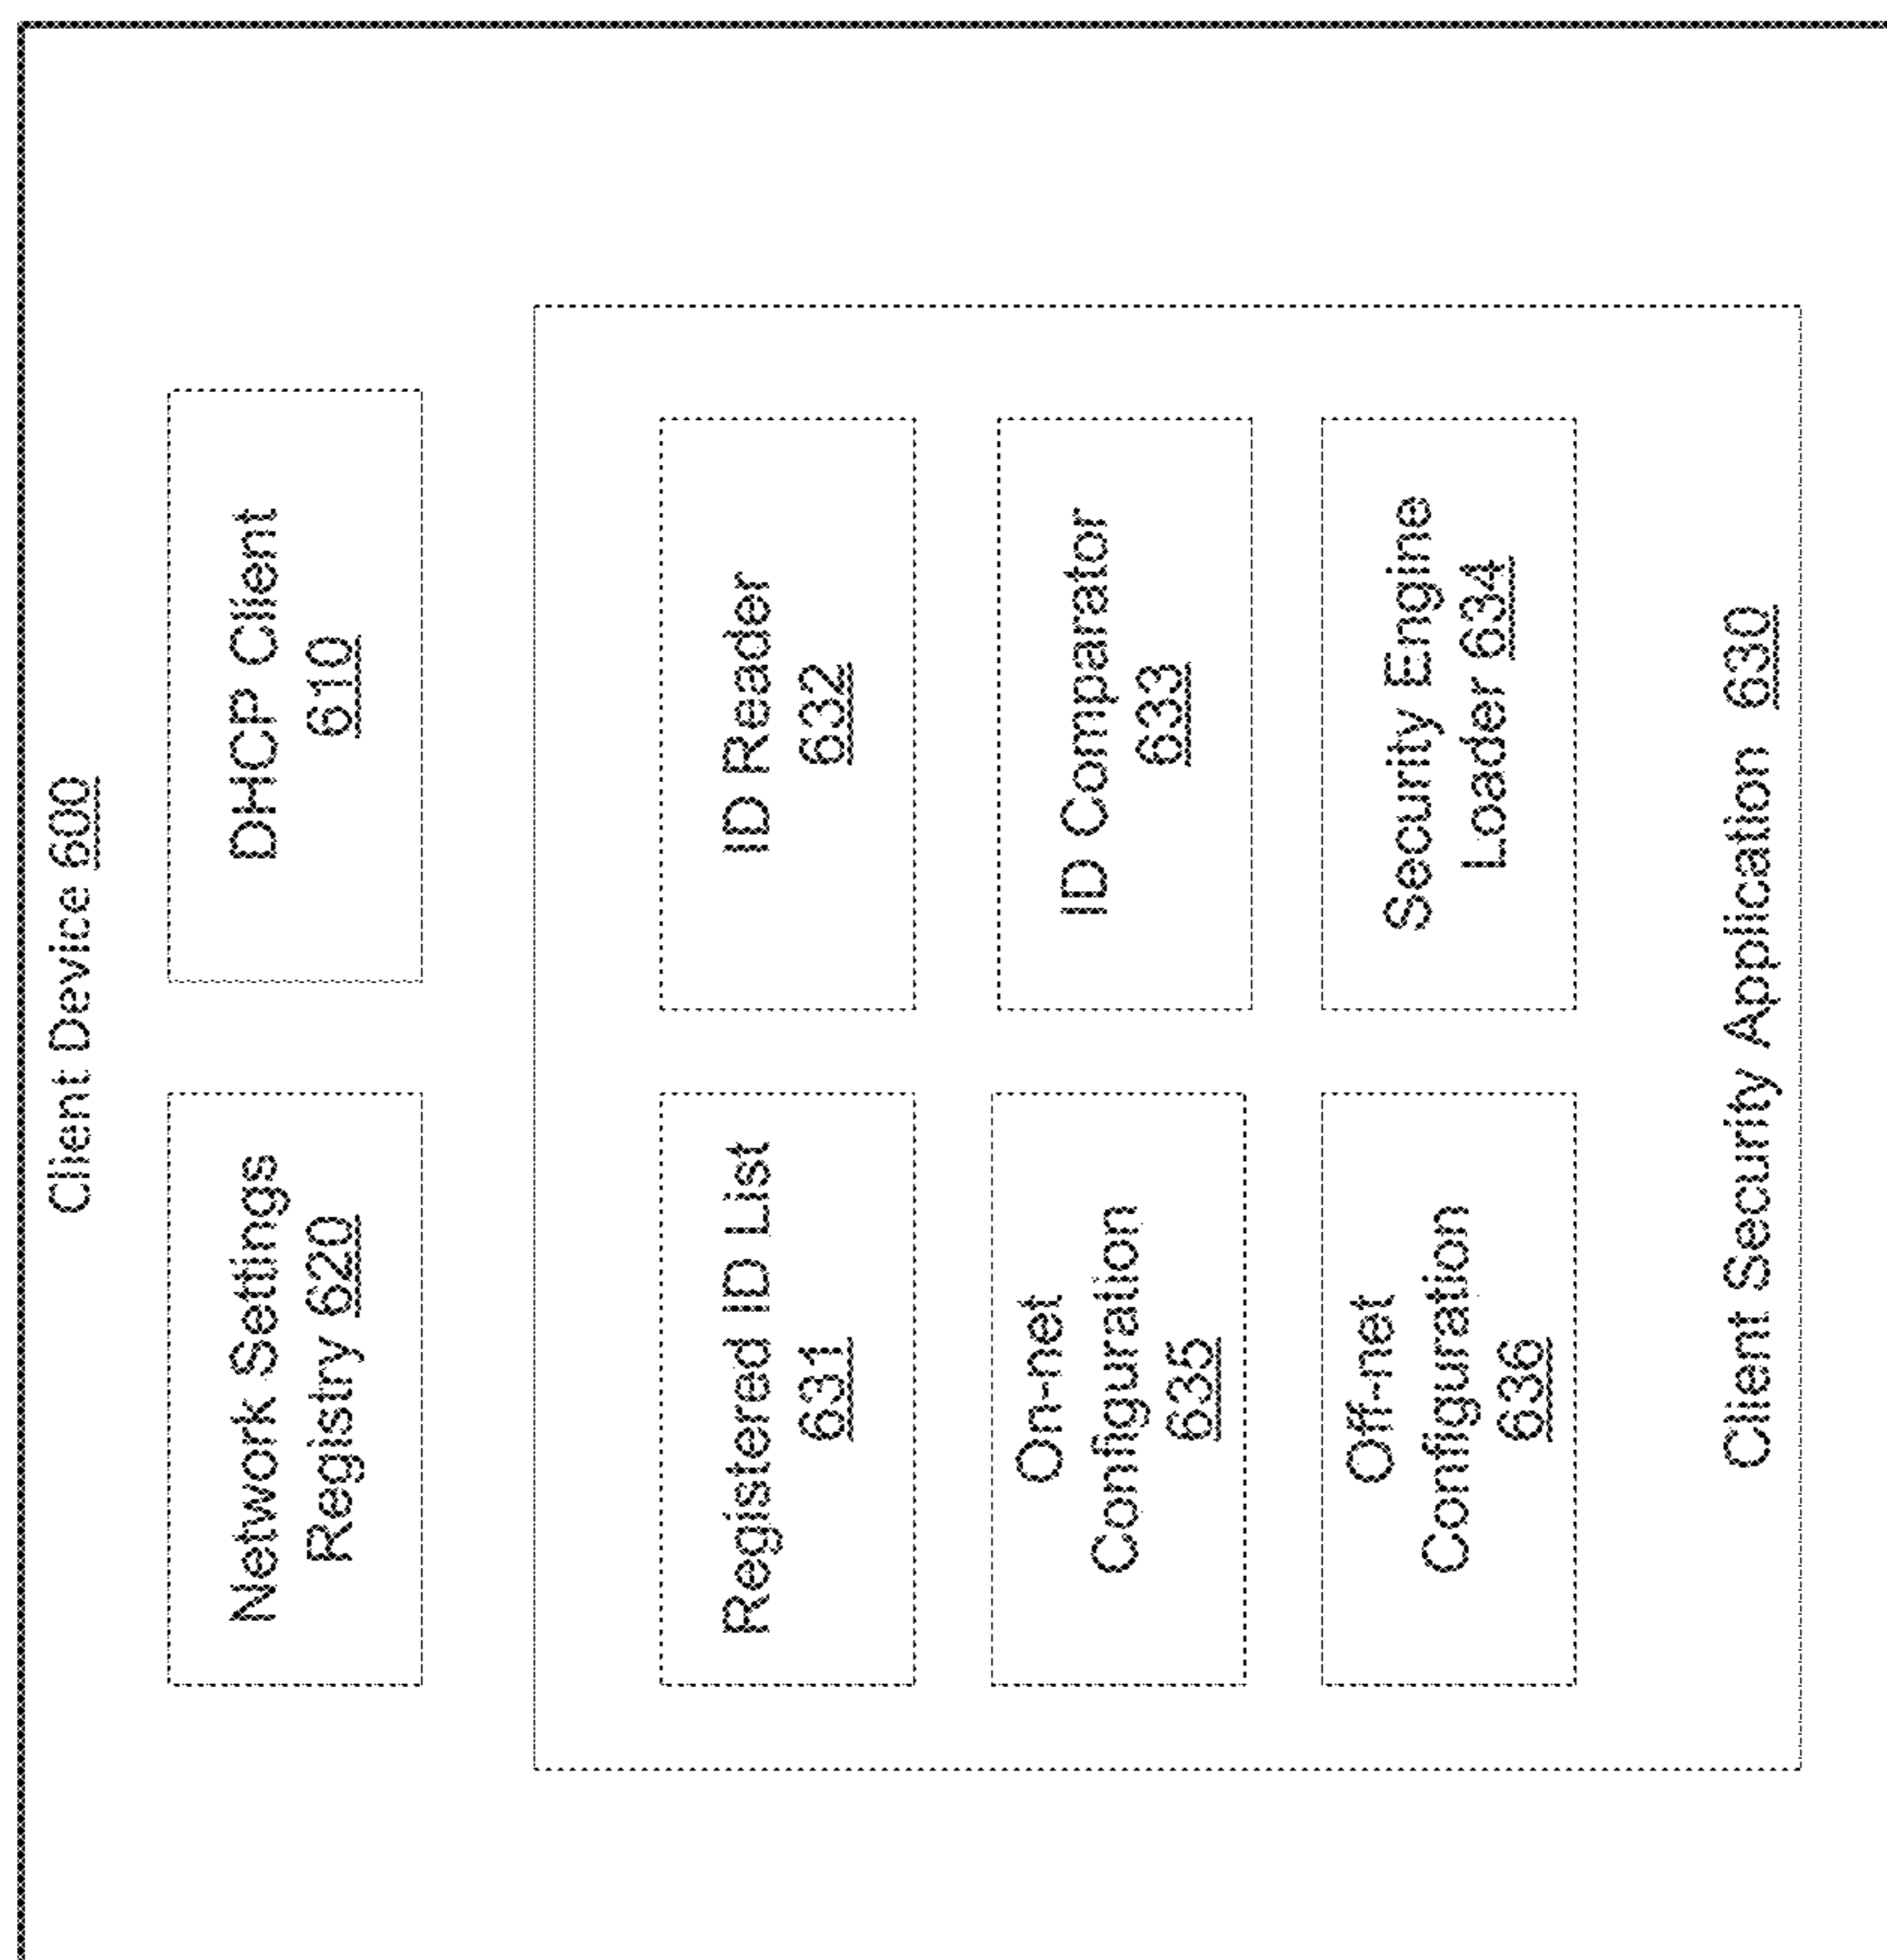 Client Device 600
Network Settings
Registry 620
DHCP Client
610
Registered ID List
631
ID Reader
632
On-net
Configuration
635
ID Comparator
633
Off-net
Configuration
636
Security Engine
Loader 634
Client Security Application 630